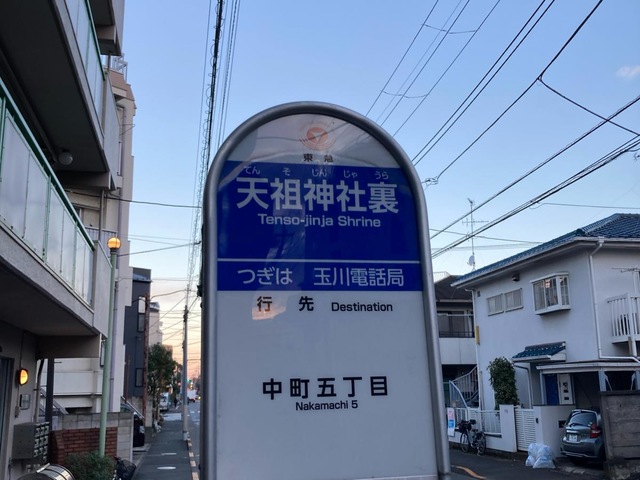 東急
てんそじんじゃうら
天祖神社裏
Tenso-jinja Shrine
つぎは 玉川電話局
行先 Destination
中町五丁目
Nakamachi 5